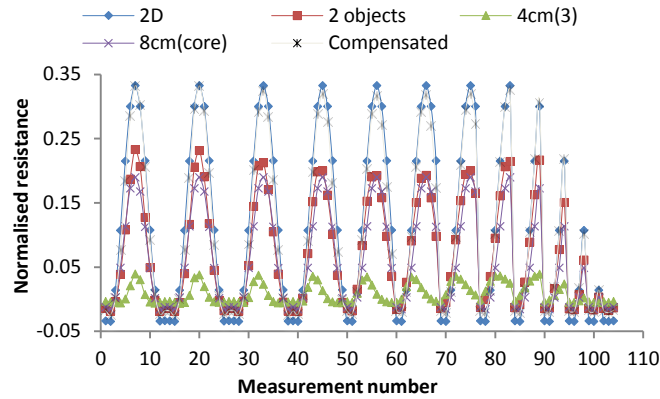 2D 2 objects 4cm(3)
8cm(core) Compensated
0.35
0.25
0.15
0.05
-0.05
Normalised resistance
0 10 20 30 40 50 60 70 80 90 100 110
Measurement number